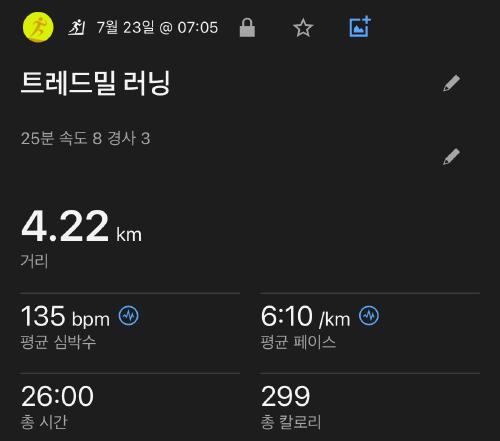 7월 23일 @ 07:05
트레드밀 러닝
25분 속도 8 경사 3
4.22 km
거리
135 bpm
평균 심박수
6:10 /km
평균 페이스
26:00
총 시간
299
총 칼로리